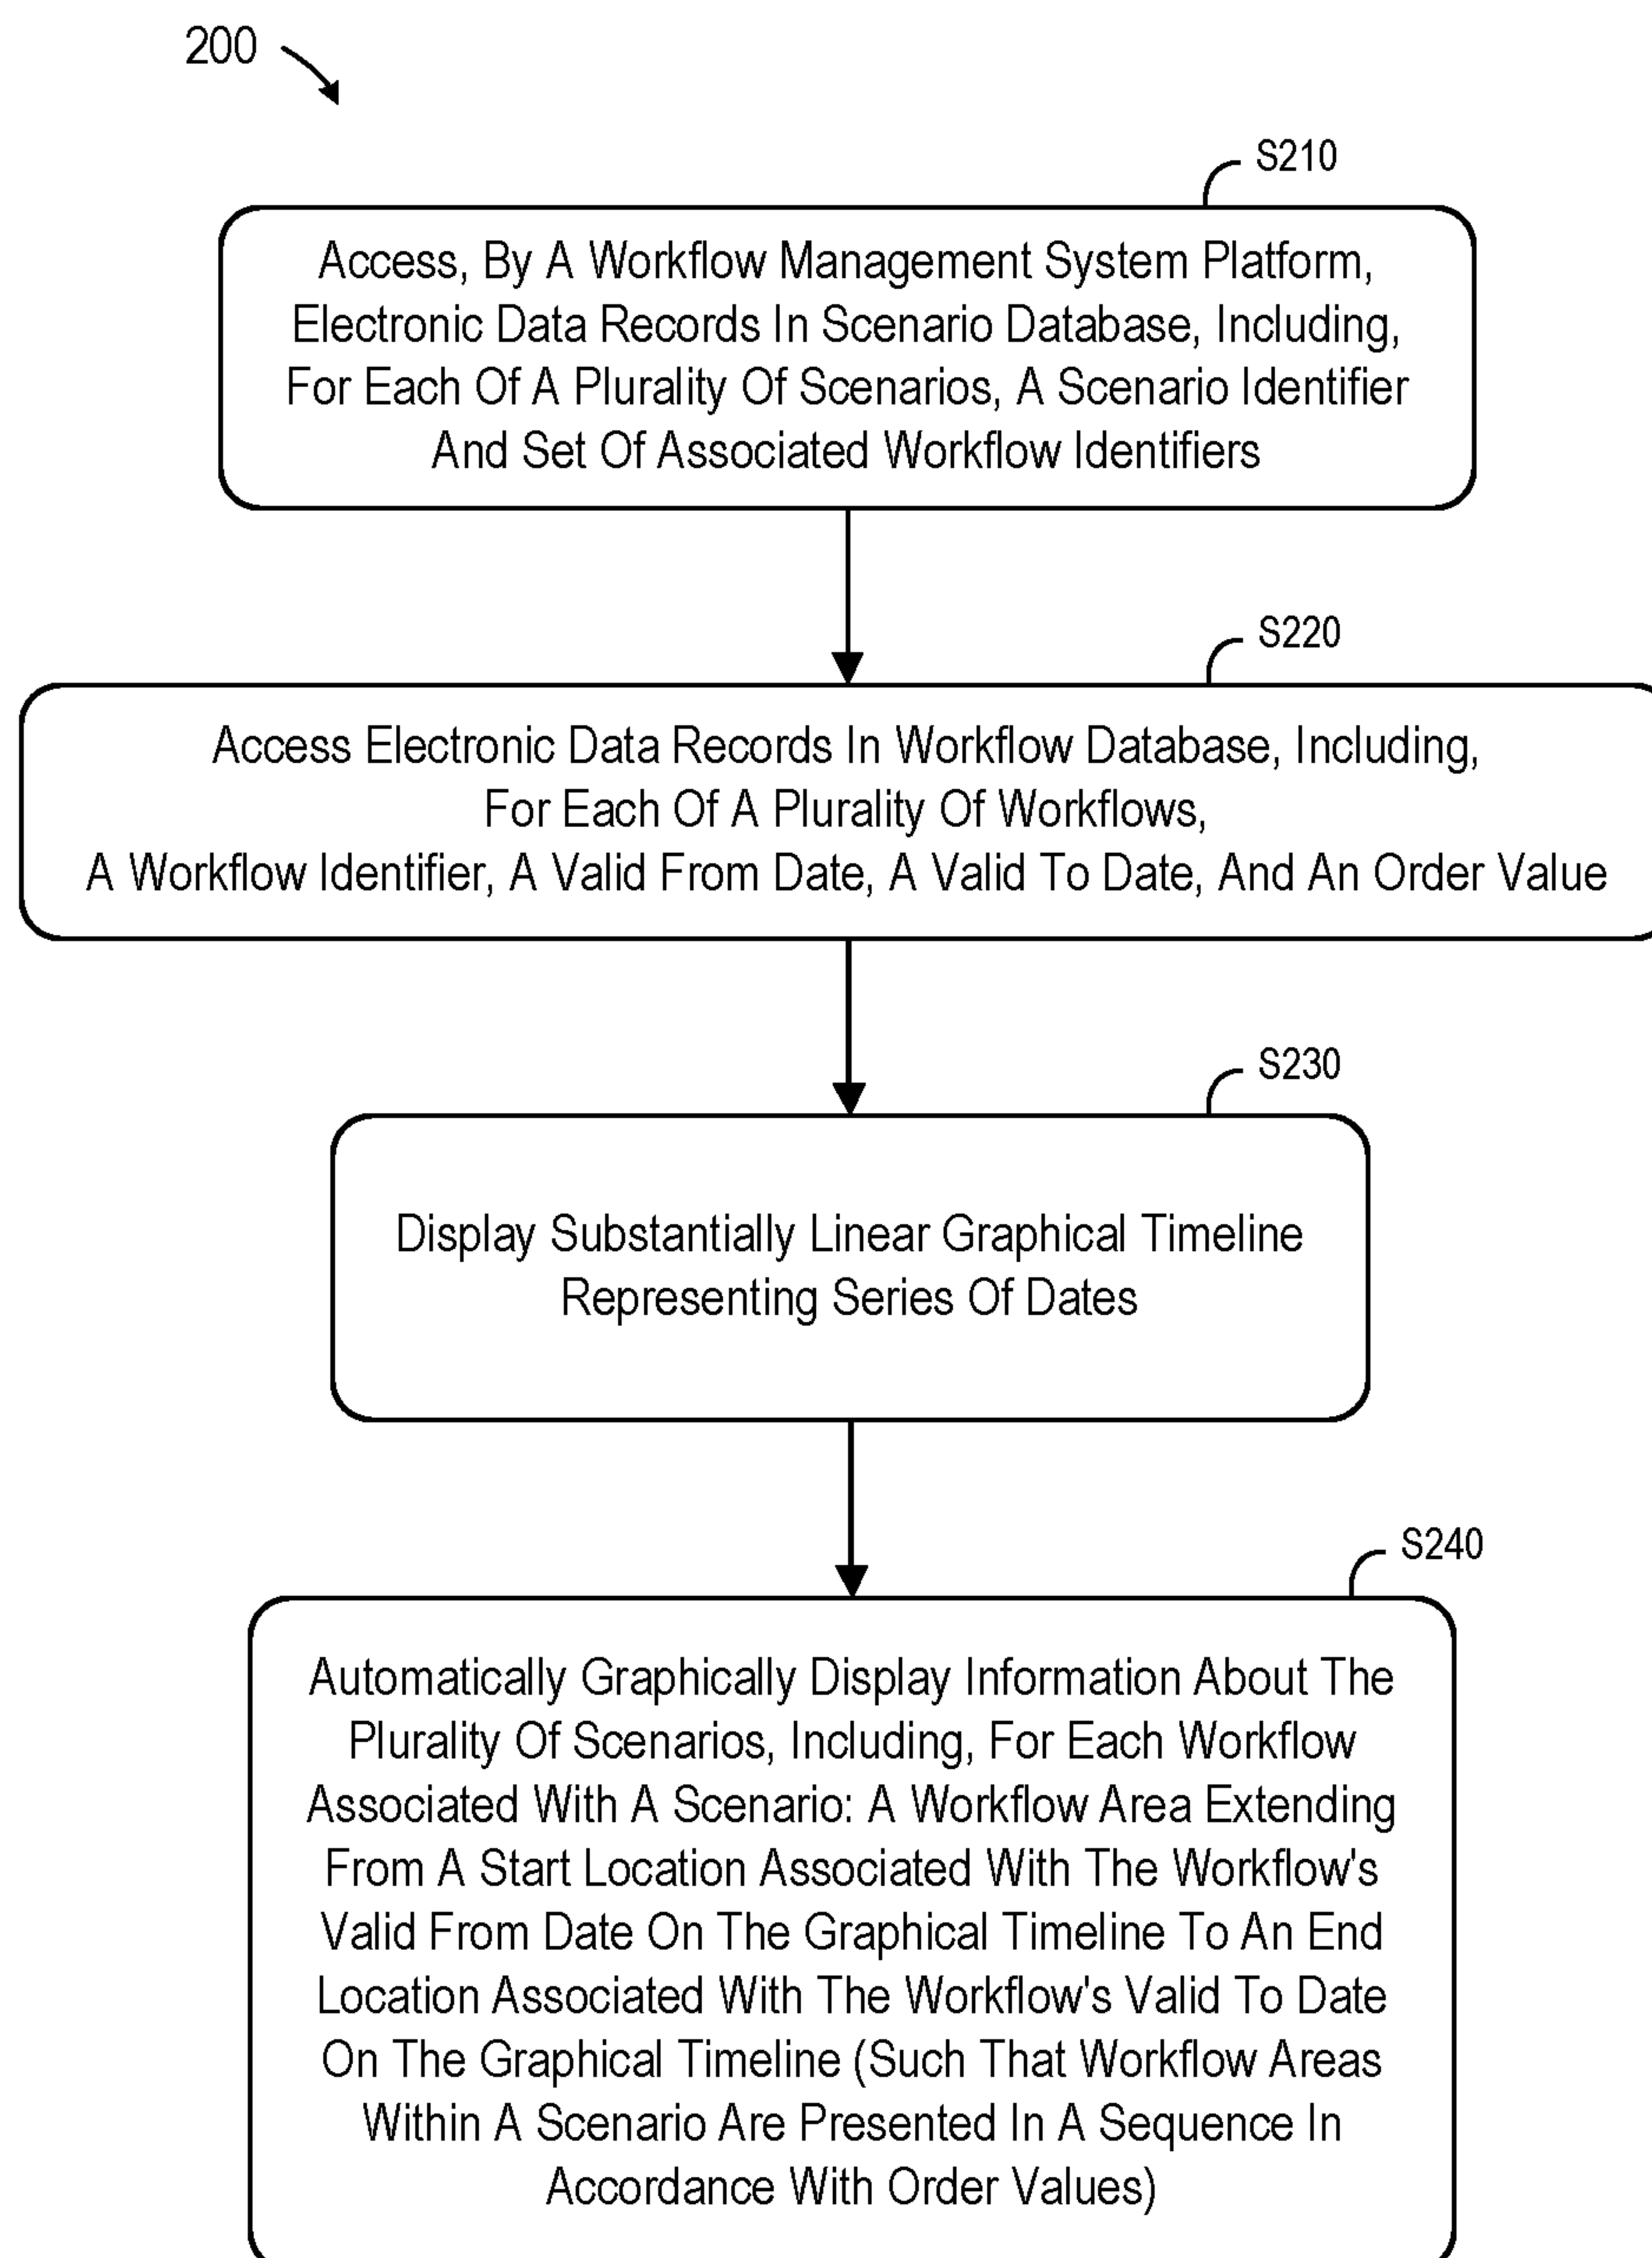 200
S210
Access, By A Workflow Management System Platform,
Electronic Data Records In Scenario Database, Including,
For Each Of A Plurality Of Scenarios, A Scenario Identifier
And Set Of Associated Workflow Identifiers
S220
Access Electronic Data Records In Workflow Database, Including,
For Each Of A Plurality Of Workflows,
A Workflow Identifier, A Valid From Date, A Valid To Date, And An Order Value
S230
Display Substantially Linear Graphical Timeline
Representing Series Of Dates
S240
Automatically Graphically Display Information About The
Plurality Of Scenarios, Including, For Each Workflow
Associated With A Scenario: A Workflow Area Extending
From A Start Location Associated With The Workflow's
Valid From Date On The Graphical Timeline To An End
Location Associated With The Workflow's Valid To Date
On The Graphical Timeline (Such That Workflow Areas
Within A Scenario Are Presented In A Sequence In
Accordance With Order Values)